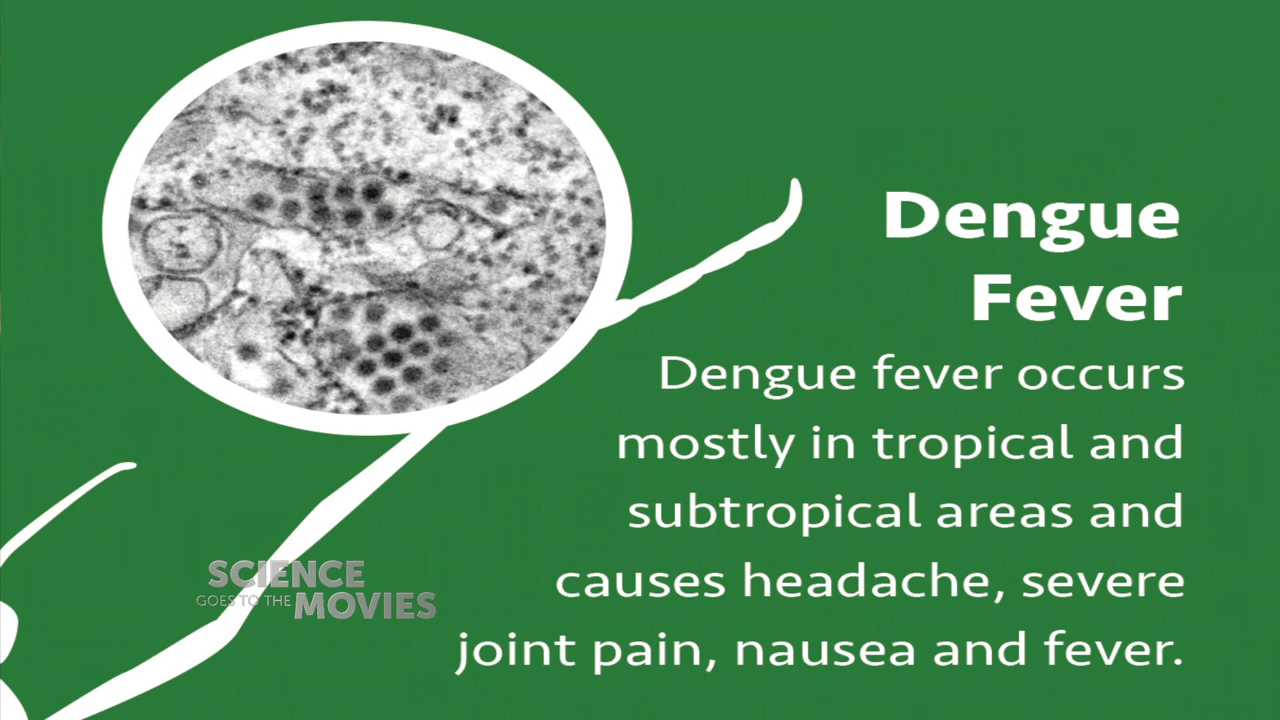 Dengue
Fever
Dengue fever occurs
mostly in tropical and
subtropical areas and
causes headache, severe
joint pain, nausea and fever.
SCIENCE
GOES TO THE MOVIES